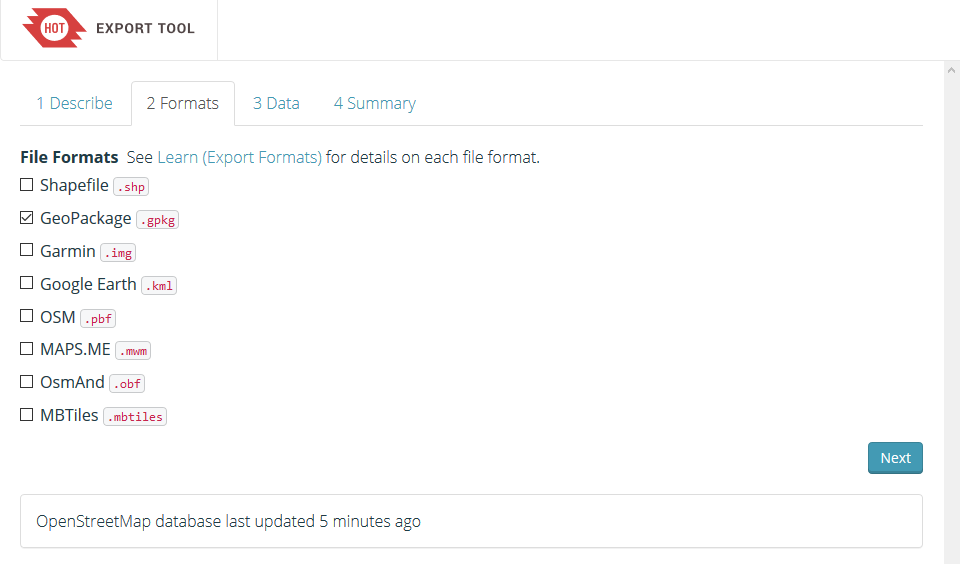 HOT EXPORT TOOL
1 Describe 2 Formats 3 Data 4 Summary
File Formats See Learn (Export Formats) for details on each file format.
Shapefile .shp
GeoPackage .gpkg
Garmin .img
Google Earth .kml
OSM .pbf
MAPS.ME .mwm
OsmAnd .obf
MBTiles .mbtiles
Next
OpenStreetMap database last updated 5 minutes ago